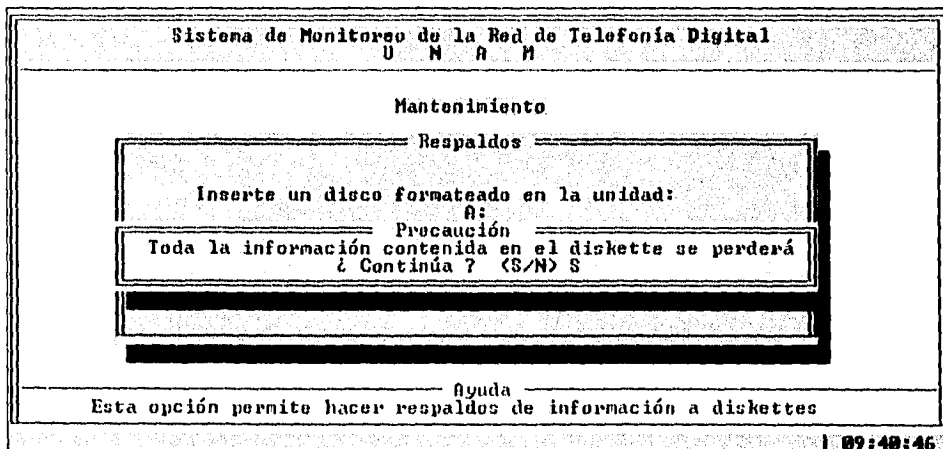 Sistema de Monitoreo de la Red de Telefonía Digital
U N A M
Mantenimiento
Respaldos
Inserte un disco formateado en la unidad:
A:
Precaución
Toda la información contenida en el diskette se perderá
¿ Continúa ? (S/N) S
Ayuda
Esta opción permite hacer respaldos de información a diskettes
09:40:46